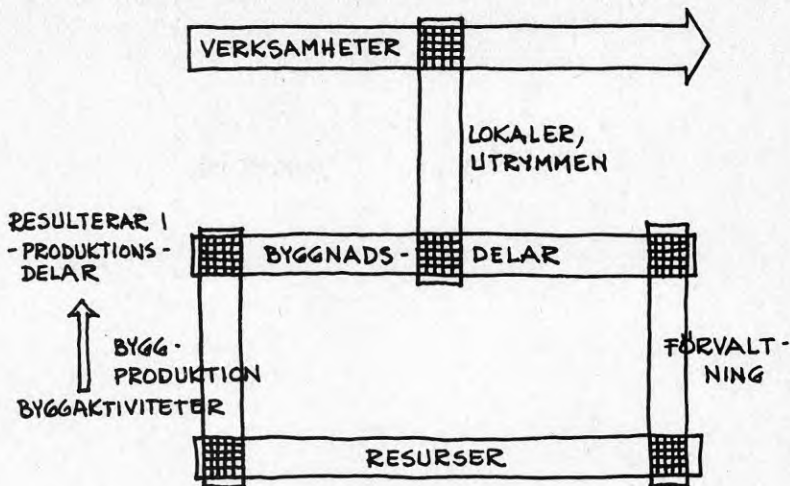 VERKSAMHETER
LOKALER,
UTRYMMEN
RESULTERAR I
-PRODUKTIONS-
DELAR
BYGGNADS- DELAR
BYGG-
PRODUKTION
BYGGAKTIVITETER
FÖRVALT-
NING
RESURSER